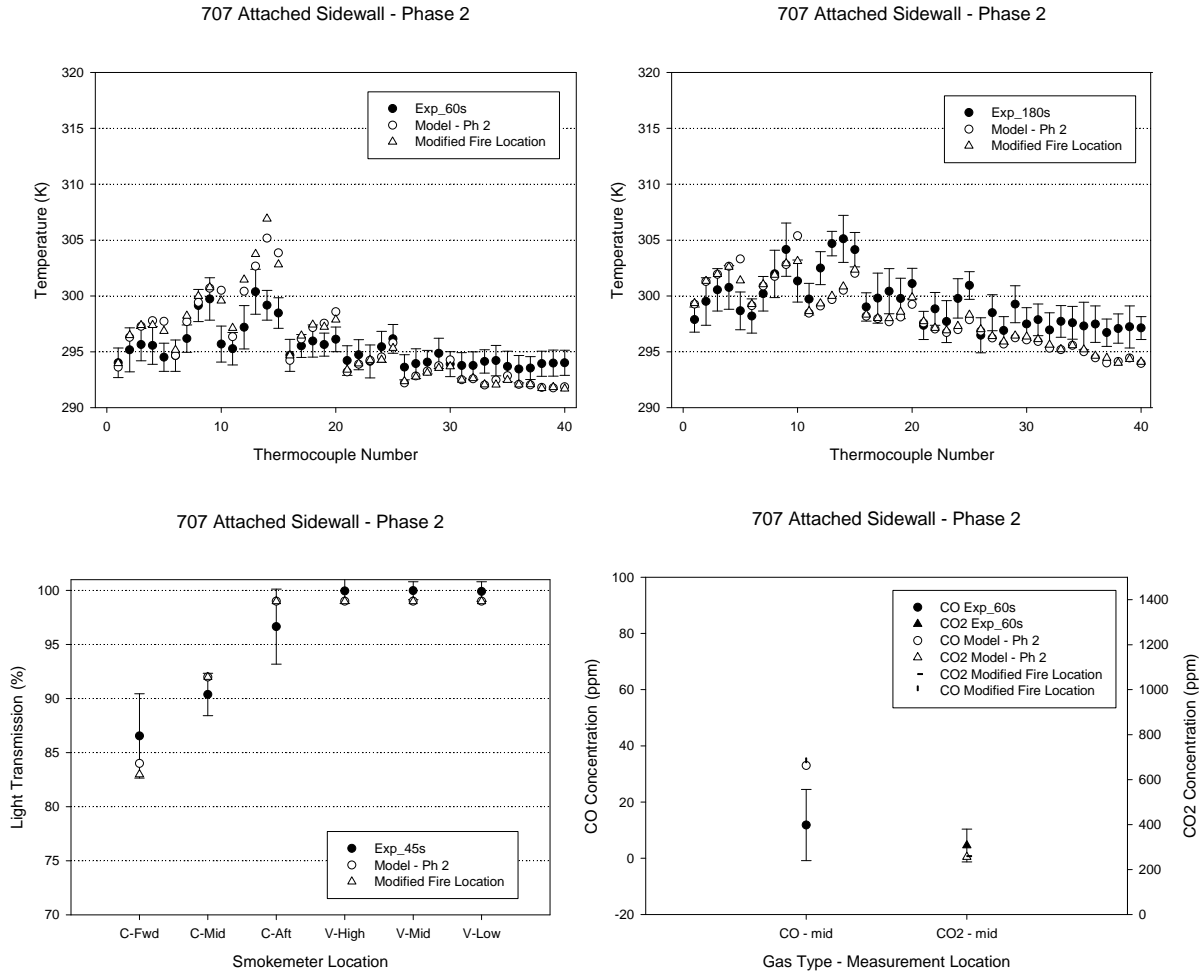 707 Attached Sidewall - Phase 2
320
315
310
305
300
295
290
Temperature (K)
Exp_60s
Model - Ph 2
Modified Fire Location
0 10 20 30 40
Thermocouple Number
707 Attached Sidewall - Phase 2
320
315
310
305
300
295
290
Temperature (K)
Exp_180s
Model - Ph 2
Modified Fire Location
0 10 20 30 40
Thermocouple Number
707 Attached Sidewall - Phase 2
100
95
90
85
80
75
70
Light Transmission (%)
Exp_45s
Model - Ph 2
Modified Fire Location
C-Fwd C-Mid C-Aft V-High V-Mid V-Low
Smokemeter Location
707 Attached Sidewall - Phase 2
100
80
60
40
20
0
-20
CO Concentration (ppm)
CO Exp_60s
CO2 Exp_60s
CO Model - Ph 2
CO2 Model - Ph 2
CO2 Modified Fire Location
CO Modified Fire Location
1400
1200
1000
800
600
400
200
0
CO2 Concentration (ppm)
CO - mid CO2 - mid
Gas Type - Measurement Location